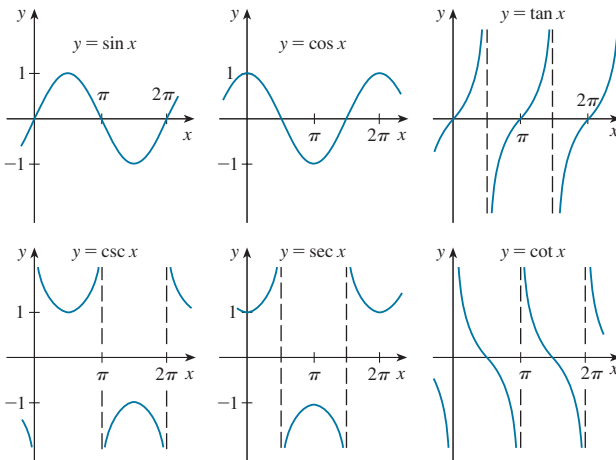 y
y = sin x
1
π
2π
x
−1
y
y = cos x
1
π
2π
x
−1
y
y = tan x
π
2π
x
y
y = csc x
1
π
2π
x
−1
y
y = sec x
1
π
2π
x
−1
y
y = cot x
π
2π
x